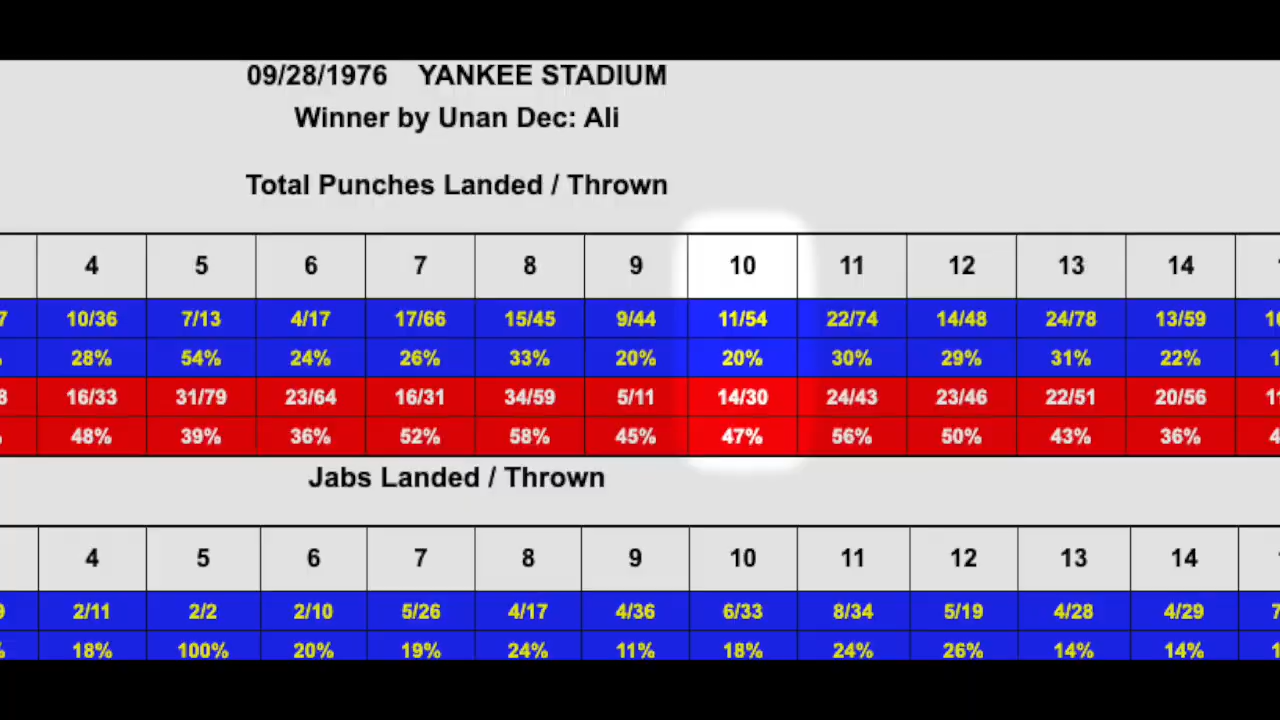 09/28/1976 YANKEE STADIUM
Winner by Unan Dec: Ali
Total Punches Landed / Thrown
4 5 6 7 8 9 10 11 12 13 14
10/36 7/13 4/17 17/66 15/45 9/44 11/54 22/74 14/48 24/78 13/59
28% 54% 24% 26% 33% 20% 20% 30% 29% 31% 22%
16/33 31/79 23/64 16/31 34/59 5/11 14/30 24/43 23/46 22/51 20/56
48% 39% 36% 52% 58% 45% 47% 56% 50% 43% 36%
Jabs Landed / Thrown
4 5 6 7 8 9 10 11 12 13 14
2/11 2/2 2/10 5/26 4/17 4/36 6/33 8/34 5/19 4/28 4/29
18% 100% 20% 19% 24% 11% 18% 24% 26% 14% 14%